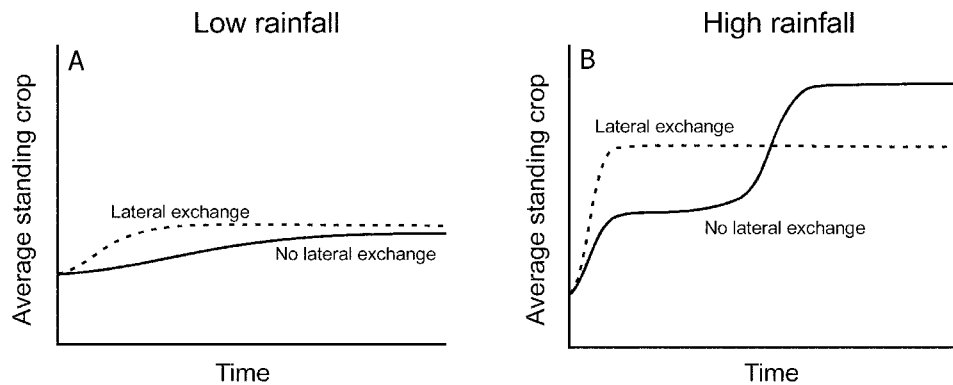 Low rainfall
A
Average standing crop
Lateral exchange
No lateral exchange
Time
High rainfall
B
Average standing crop
Lateral exchange
No lateral exchange
Time